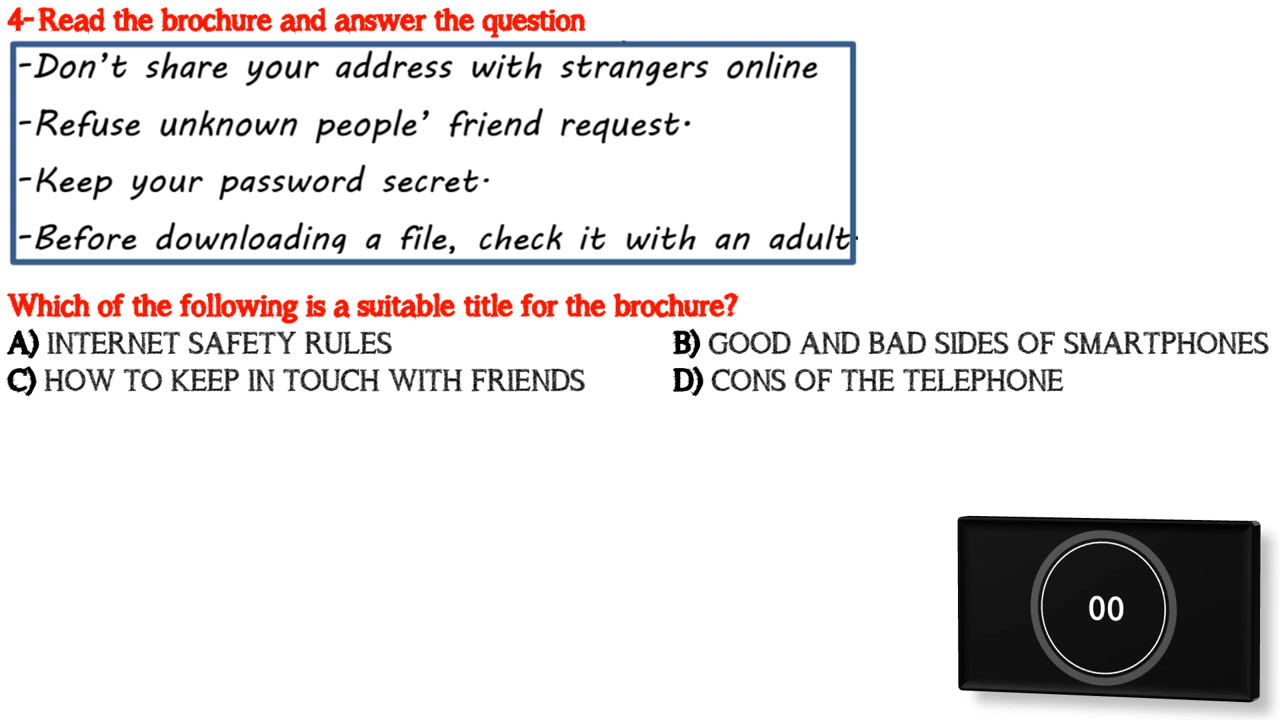 4- Read the brochure and answer the question
-Don't share your address with strangers online
-Refuse unknown people' friend request.
-Keep your password secret.
-Before downloading a file, check it with an adult.
Which of the following is a suitable title for the brochure?
A) INTERNET SAFETY RULES
B) GOOD AND BAD SIDES OF SMARTPHONES
C) HOW TO KEEP IN TOUCH WITH FRIENDS
D) CONS OF THE TELEPHONE
00